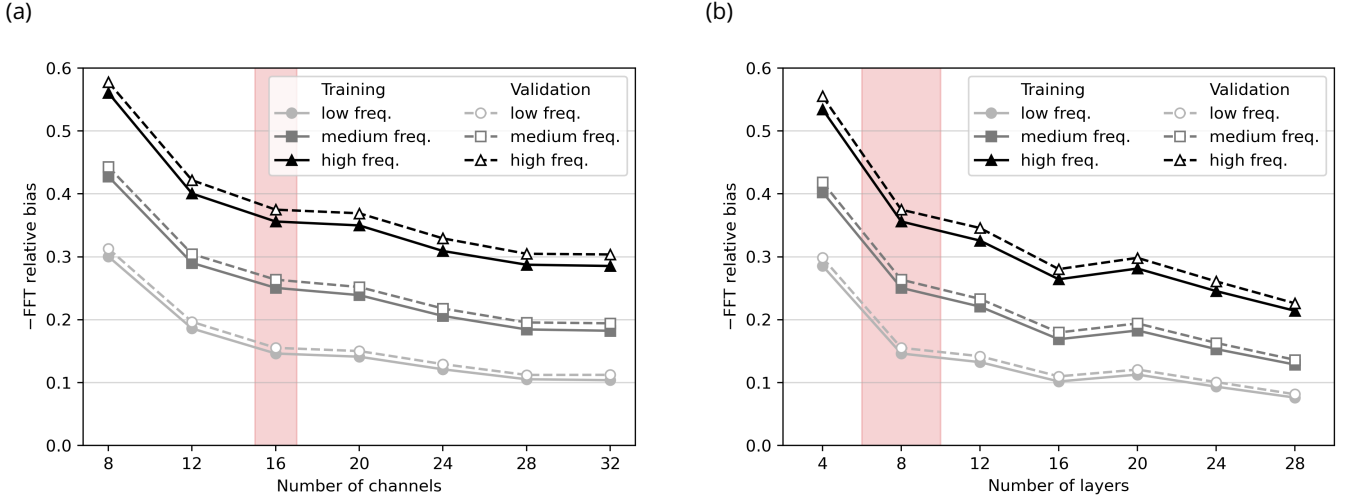 (a)
0.6
0.5
0.4
0.3
0.2
0.1
0.0
−FFT relative bias
Training Validation
low freq. low freq.
medium freq. medium freq.
high freq. high freq.
8 12 16 20 24 28 32
Number of channels
(b)
0.6
0.5
0.4
0.3
0.2
0.1
0.0
−FFT relative bias
Training Validation
low freq. low freq.
medium freq. medium freq.
high freq. high freq.
4 8 12 16 20 24 28
Number of layers